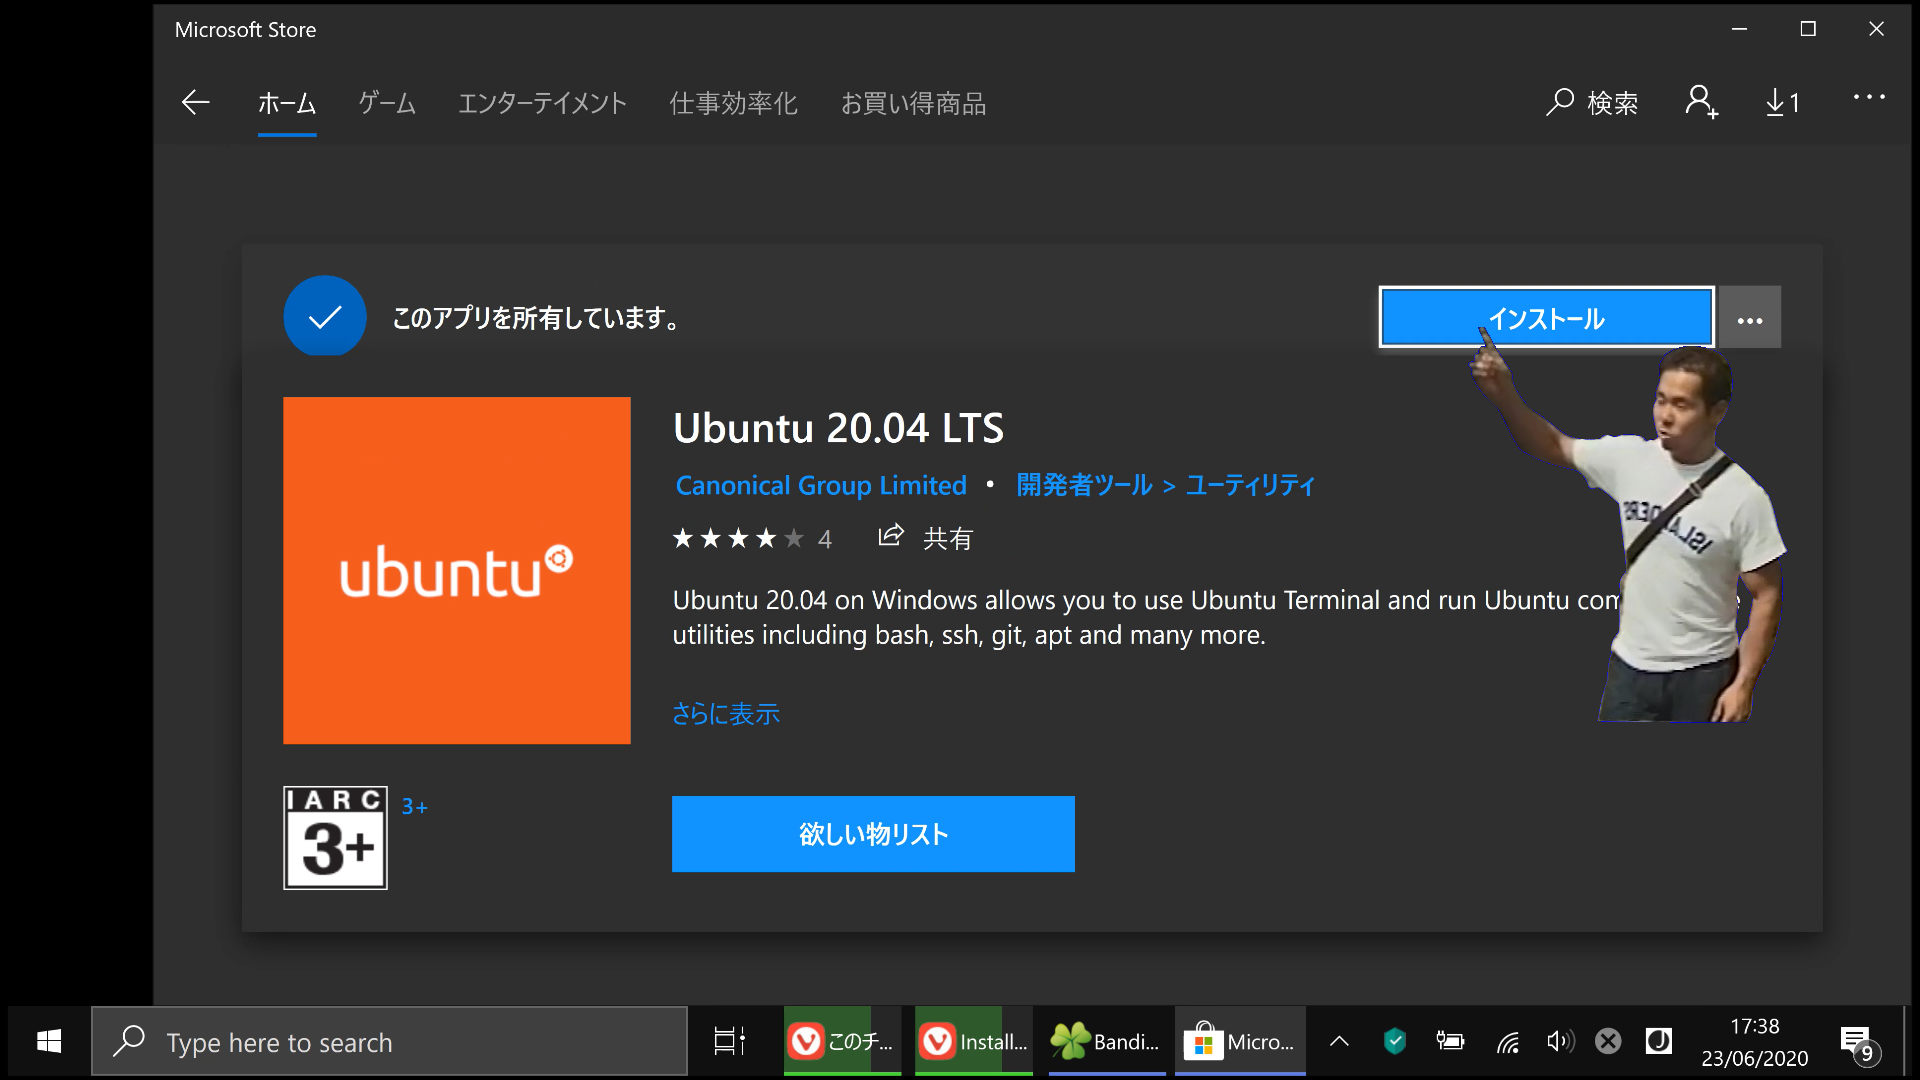 Microsoft Store
ホーム ゲーム エンターテイメント 仕事効率化 お買い得商品 検索 1
このアプリを所有しています。
インストール
Ubuntu 20.04 LTS
Canonical Group Limited • 開発者ツール > ユーティリティ
4 共有
ubuntu
Ubuntu 20.04 on Windows allows you to use Ubuntu Terminal and run Ubuntu
utilities including bash, ssh, git, apt and many more.
さらに表示
IARC
3+
3+
欲しい物リスト
Type here to search
このチ...
Install...
Bandi...
Micro...
17:38
23/06/2020
9